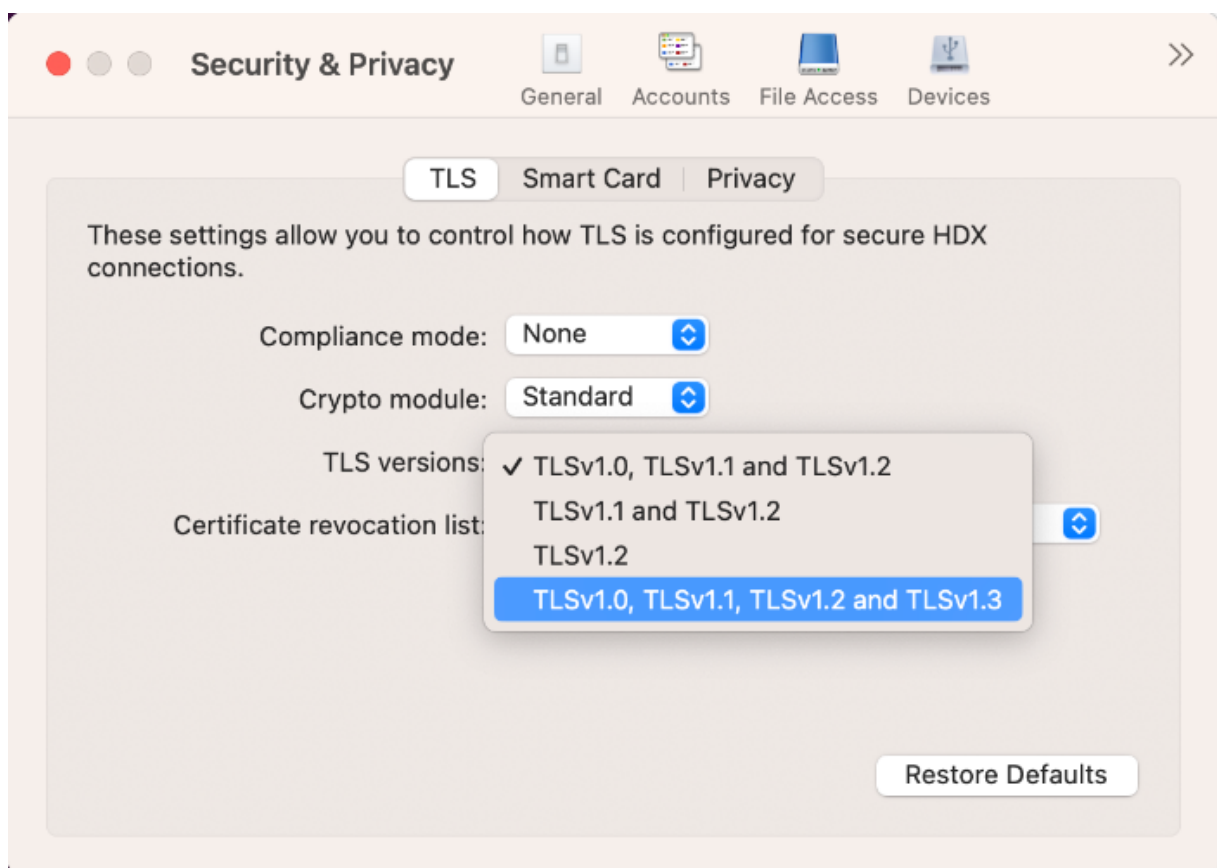 Security & Privacy
General
Accounts
File Access
Devices
TLS
Smart Card
Privacy
These settings allow you to control how TLS is configured for secure HDX
connections.
Compliance mode: None
Crypto module: Standard
TLS versions: ✓ TLSv1.0, TLSv1.1 and TLSv1.2
TLSv1.1 and TLSv1.2
Certificate revocation list:
TLSv1.2
TLSv1.0, TLSv1.1, TLSv1.2 and TLSv1.3
Restore Defaults